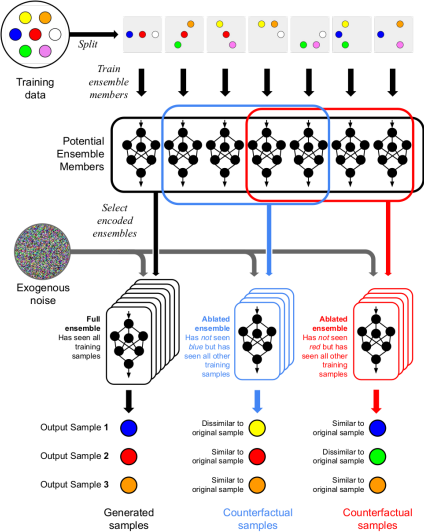 Split
Training
data
Train
ensemble
members
Potential
Ensemble
Members
Select
encoded
ensembles
Exogenous
noise
Full
ensemble
Has seen all
training
samples
Ablated
ensemble
Has not seen
blue but has
seen all other
training
samples
Ablated
ensemble
Has not seen
red but has
seen all other
training
samples
Output Sample 1
Dissimilar to
original sample
Similar to
original sample
Output Sample 2
Similar to
original sample
Dissimilar to
original sample
Output Sample 3
Similar to
original sample
Similar to
original sample
Generated
samples
Counterfactual
samples
Counterfactual
samples